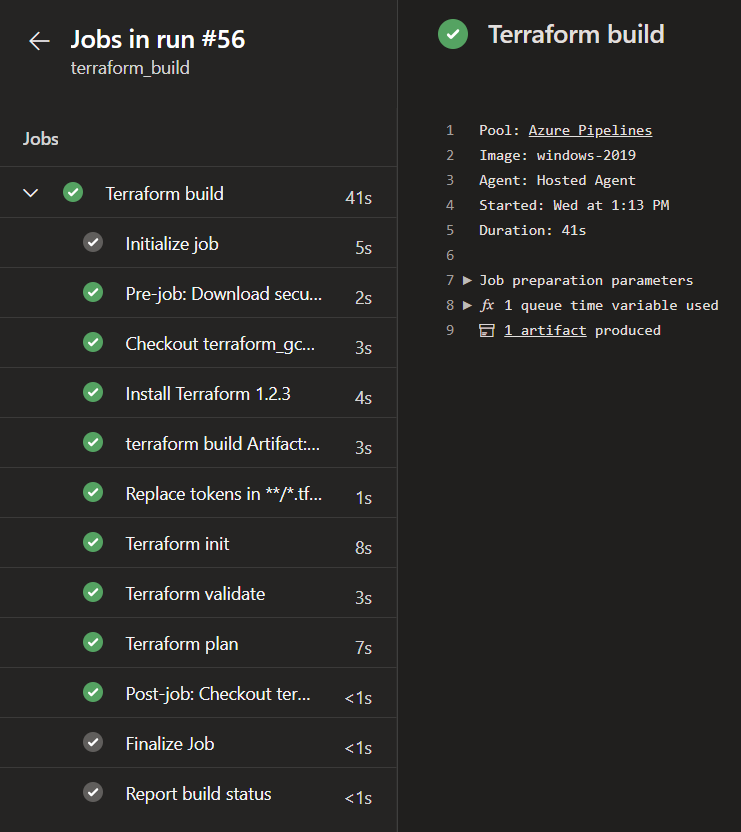 Jobs in run #56
terraform_build
Jobs
Terraform build 41s
Initialize job 5s
Pre-job: Download secu... 2s
Checkout terraform_gc... 3s
Install Terraform 1.2.3 4s
terraform build Artifact:... 3s
Replace tokens in **/*.tf... 1s
Terraform init 8s
Terraform validate 3s
Terraform plan 7s
Post-job: Checkout ter... <1s
Finalize Job <1s
Report build status <1s
Terraform build
1 Pool: Azure Pipelines
2 Image: windows-2019
3 Agent: Hosted Agent
4 Started: Wed at 1:13 PM
5 Duration: 41s
6
7 Job preparation parameters
8 fx 1 queue time variable used
9 1 artifact produced